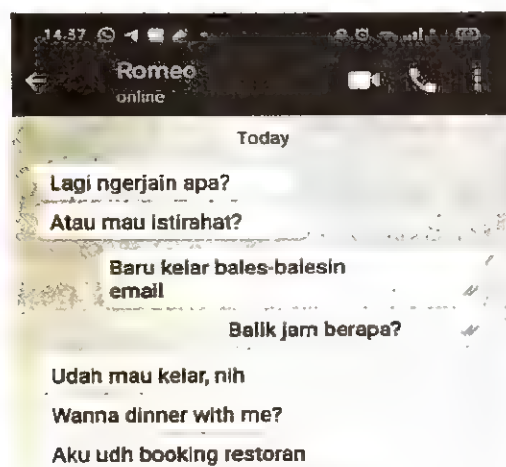 14.37
Romeo
online
Today
Lagi ngerjain apa?
Atau mau istirahat?
Baru kelar bales-balesin
email
Balik jam berapa?
Udah mau kelar, nih
Wanna dinner with me?
Aku udh booking restoran